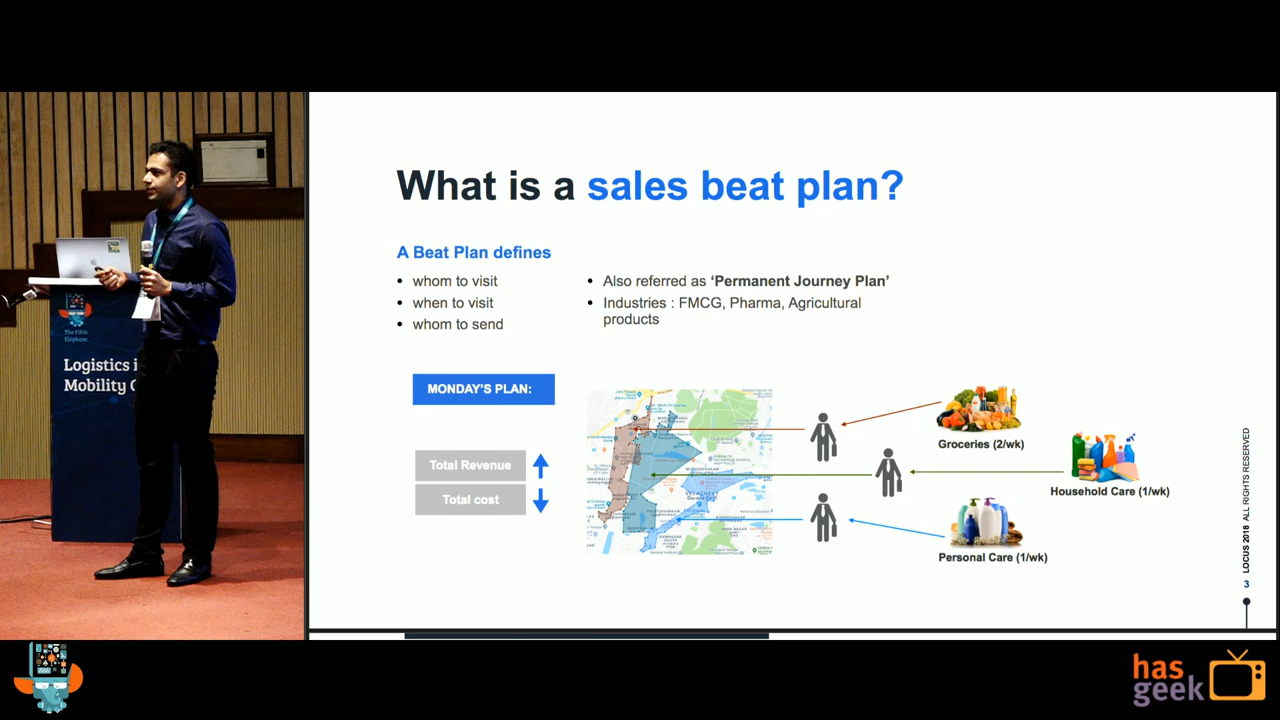 What is a sales beat plan?
A Beat Plan defines
• whom to visit
• when to visit
• whom to send
• Also referred as ‘Permanent Journey Plan’
• Industries : FMCG, Pharma, Agricultural
products
MONDAY'S PLAN:
Total Revenue
Total cost
Groceries (2/wk)
Household Care (1/wk)
Personal Care (1/wk)
LOCUS 2018 ALL RIGHTS RESERVED
3
The Fifth
Elephant
Logistics i
Mobility
has
geek